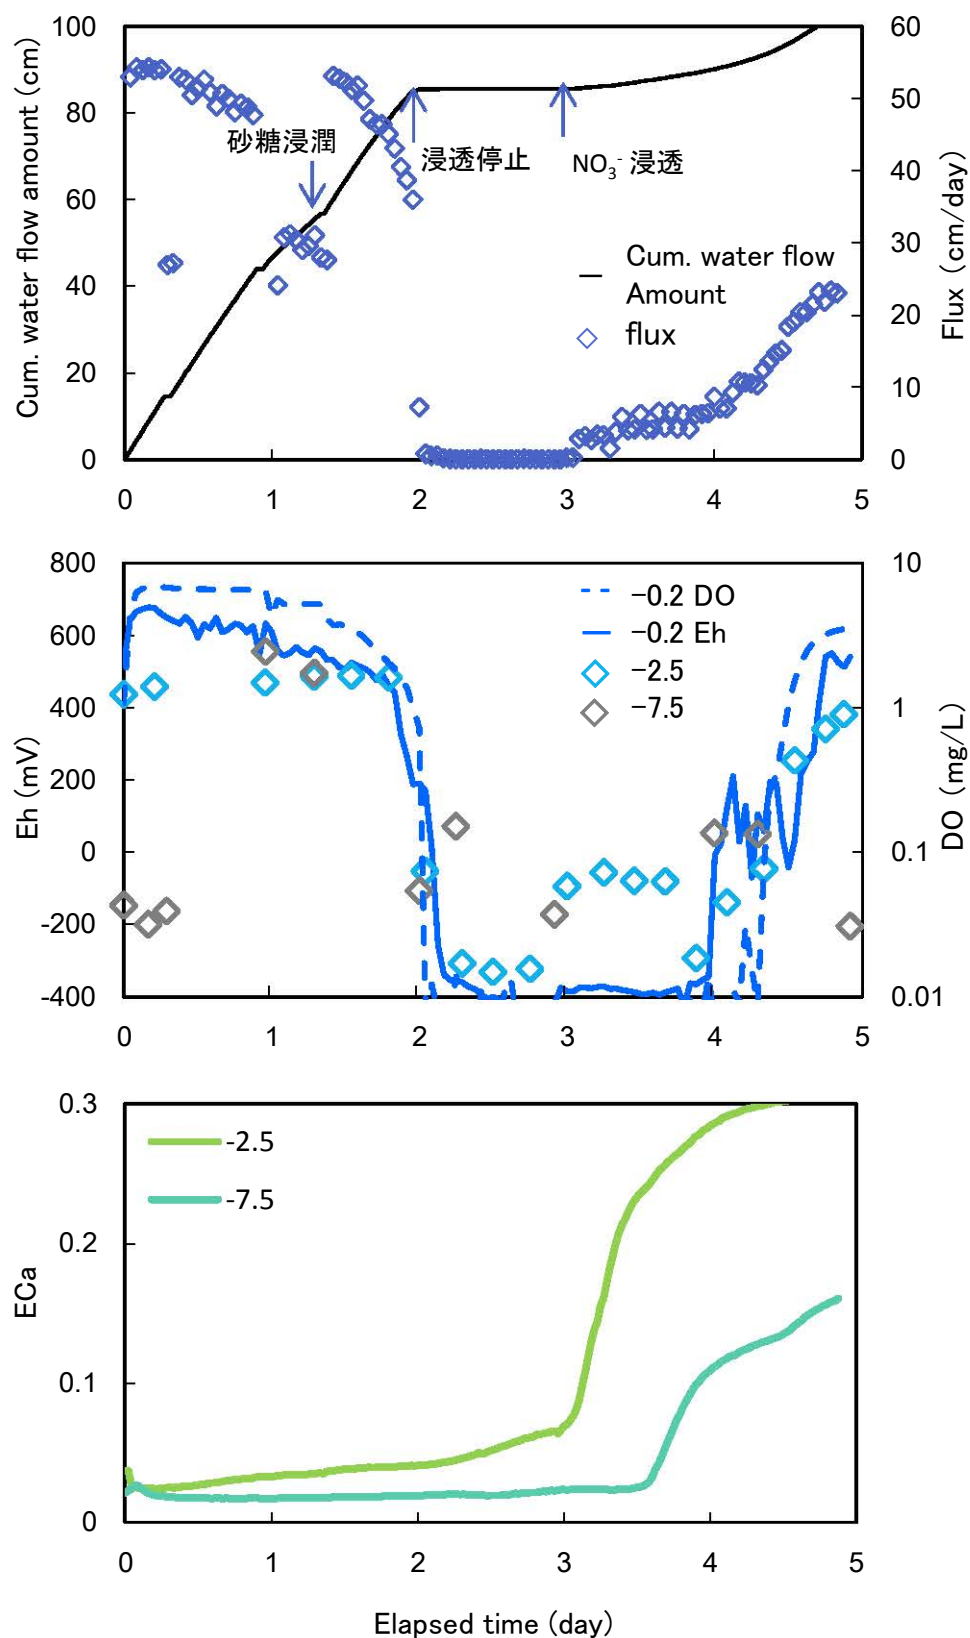 100
80
60
40
20
0
Cum. water flow amount (cm)
60
50
40
30
20
10
0
Flux (cm/day)
砂糖浸潤
浸透停止
NO₃⁻ 浸透
Cum. water flow
Amount
flux
0 1 2 3 4 5
800
600
400
200
0
-200
-400
Eh (mV)
10
1
0.1
0.01
DO (mg/L)
-0.2 DO
-0.2 Eh
-2.5
-7.5
0 1 2 3 4 5
0.3
0.2
0.1
0
ECa
-2.5
-7.5
0 1 2 3 4 5
Elapsed time (day)